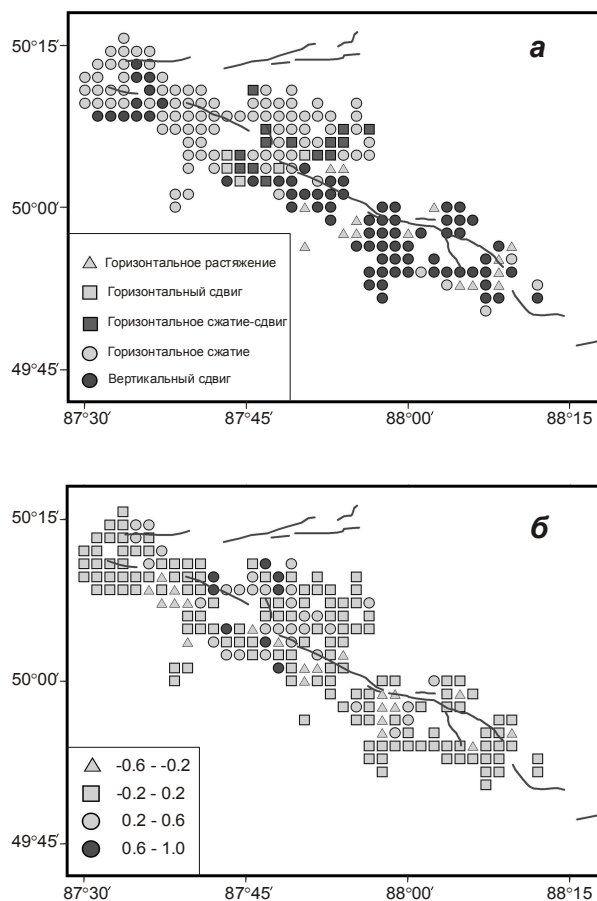 50°15'
а
50°00'
Горизонтальное растяжение
Горизонтальный сдвиг
Горизонтальное сжатие-сдвиг
Горизонтальное сжатие
Вертикальный сдвиг
49°45'
87°30' 87°45' 88°00' 88°15'
50°15'
б
50°00'
-0.6 - -0.2
-0.2 - 0.2
0.2 - 0.6
0.6 - 1.0
49°45'
87°30' 87°45' 88°00' 88°15'